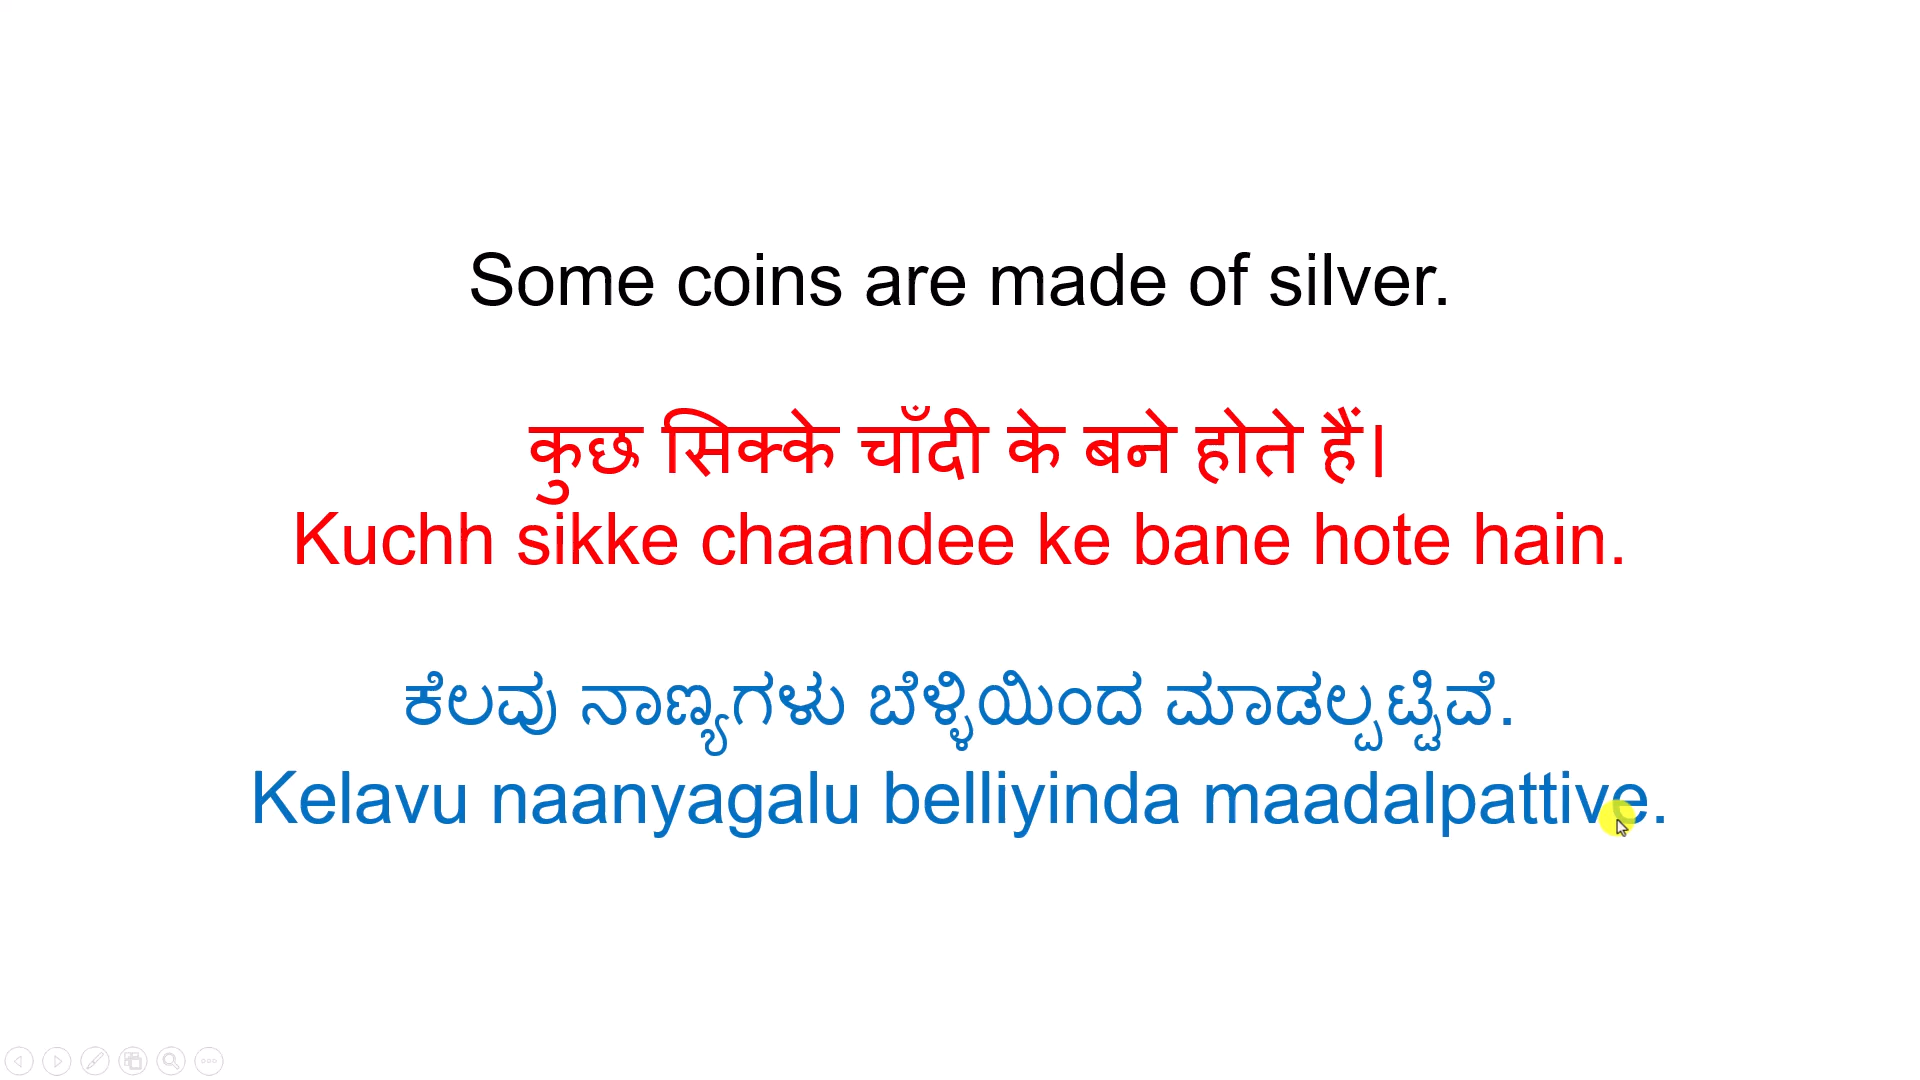 Some coins are made of silver.
कुछ सिक्के चाँदी के बने होते हैं।
Kuchh sikke chaandee ke bane hote hain.
ಕೆಲವು ನಾಣ್ಯಗಳು ಬೆಳ್ಳಿಯಿಂದ ಮಾಡಲ್ಪಟ್ಟಿವೆ.
Kelavu naanyagalu belliyinda maadalpattive.